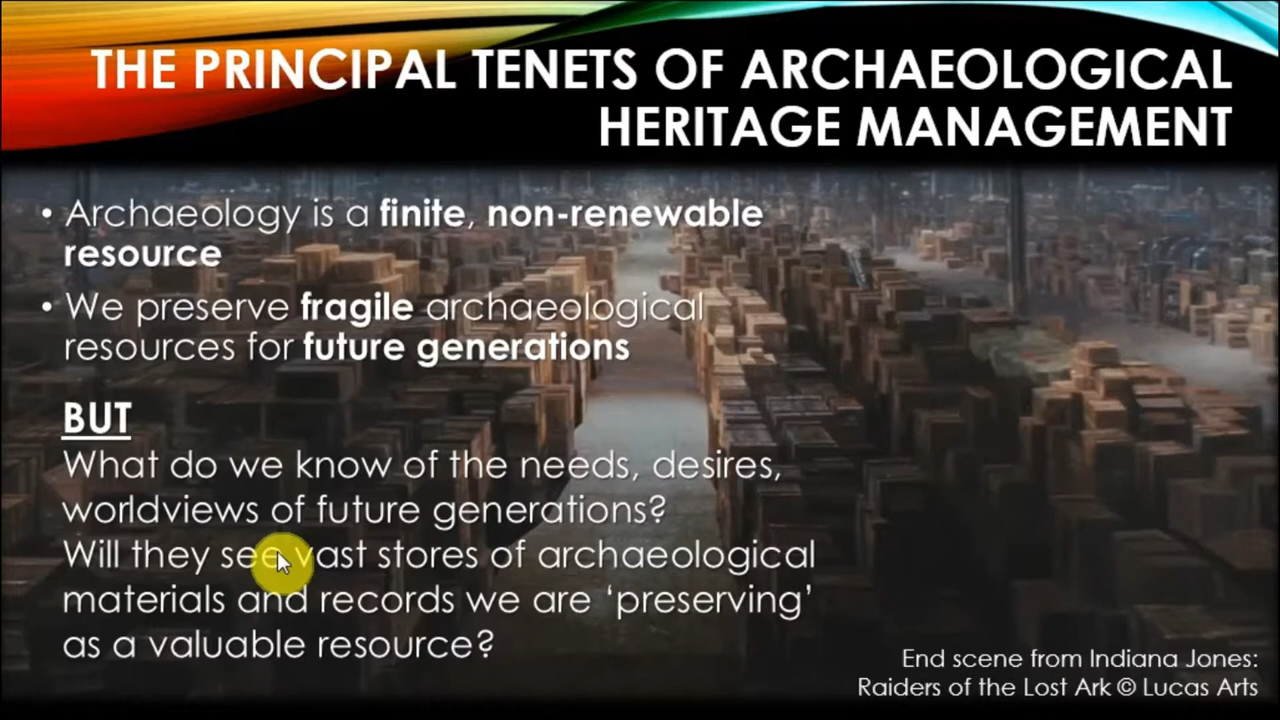 THE PRINCIPAL TENETS OF ARCHAEOLOGICAL
HERITAGE MANAGEMENT
• Archaeology is a finite, non-renewable
resource
• We preserve fragile archaeological
resources for future generations
BUT
What do we know of the needs, desires,
worldviews of future generations?
Will they see vast stores of archaeological
materials and records we are ‘preserving’
as a valuable resource?
End scene from Indiana Jones:
Raiders of the Lost Ark © Lucas Arts